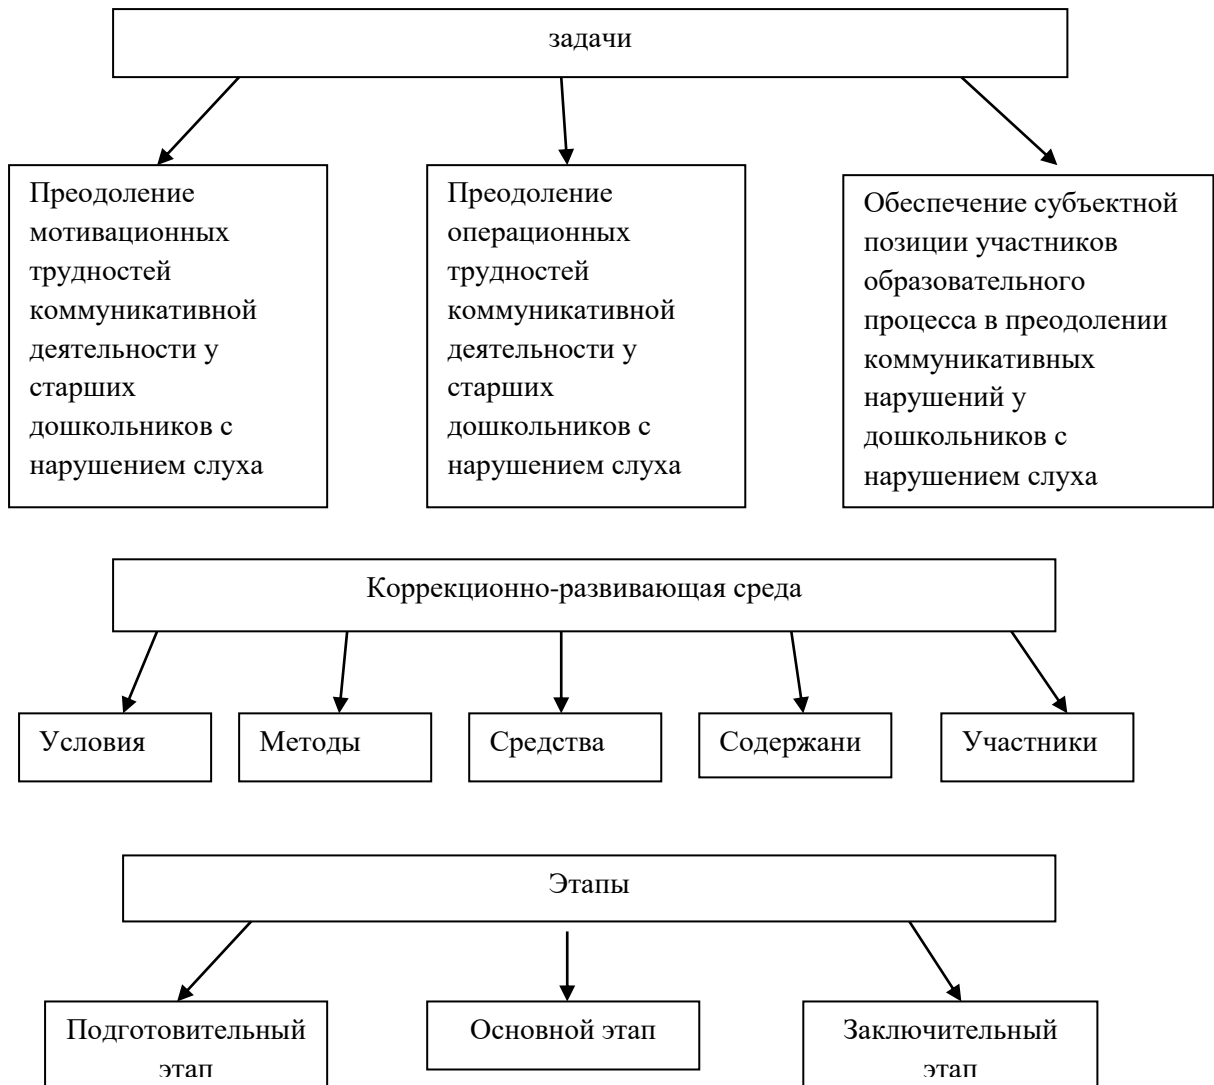 задачи
Преодоление
мотивационных
трудностей
коммуникативной
деятельности у
старших
дошкольников с
нарушением слуха
Преодоление
операционных
трудностей
коммуникативной
деятельности у
старших
дошкольников с
нарушением слуха
Обеспечение субъектной
позиции участников
образовательного
процесса в преодолении
коммуникативных
нарушений у
дошкольников с
нарушением слуха
Коррекционно-развивающая среда
Условия
Методы
Средства
Содержани
Участники
Этапы
Подготовительный
этап
Основной этап
Заключительный
этап